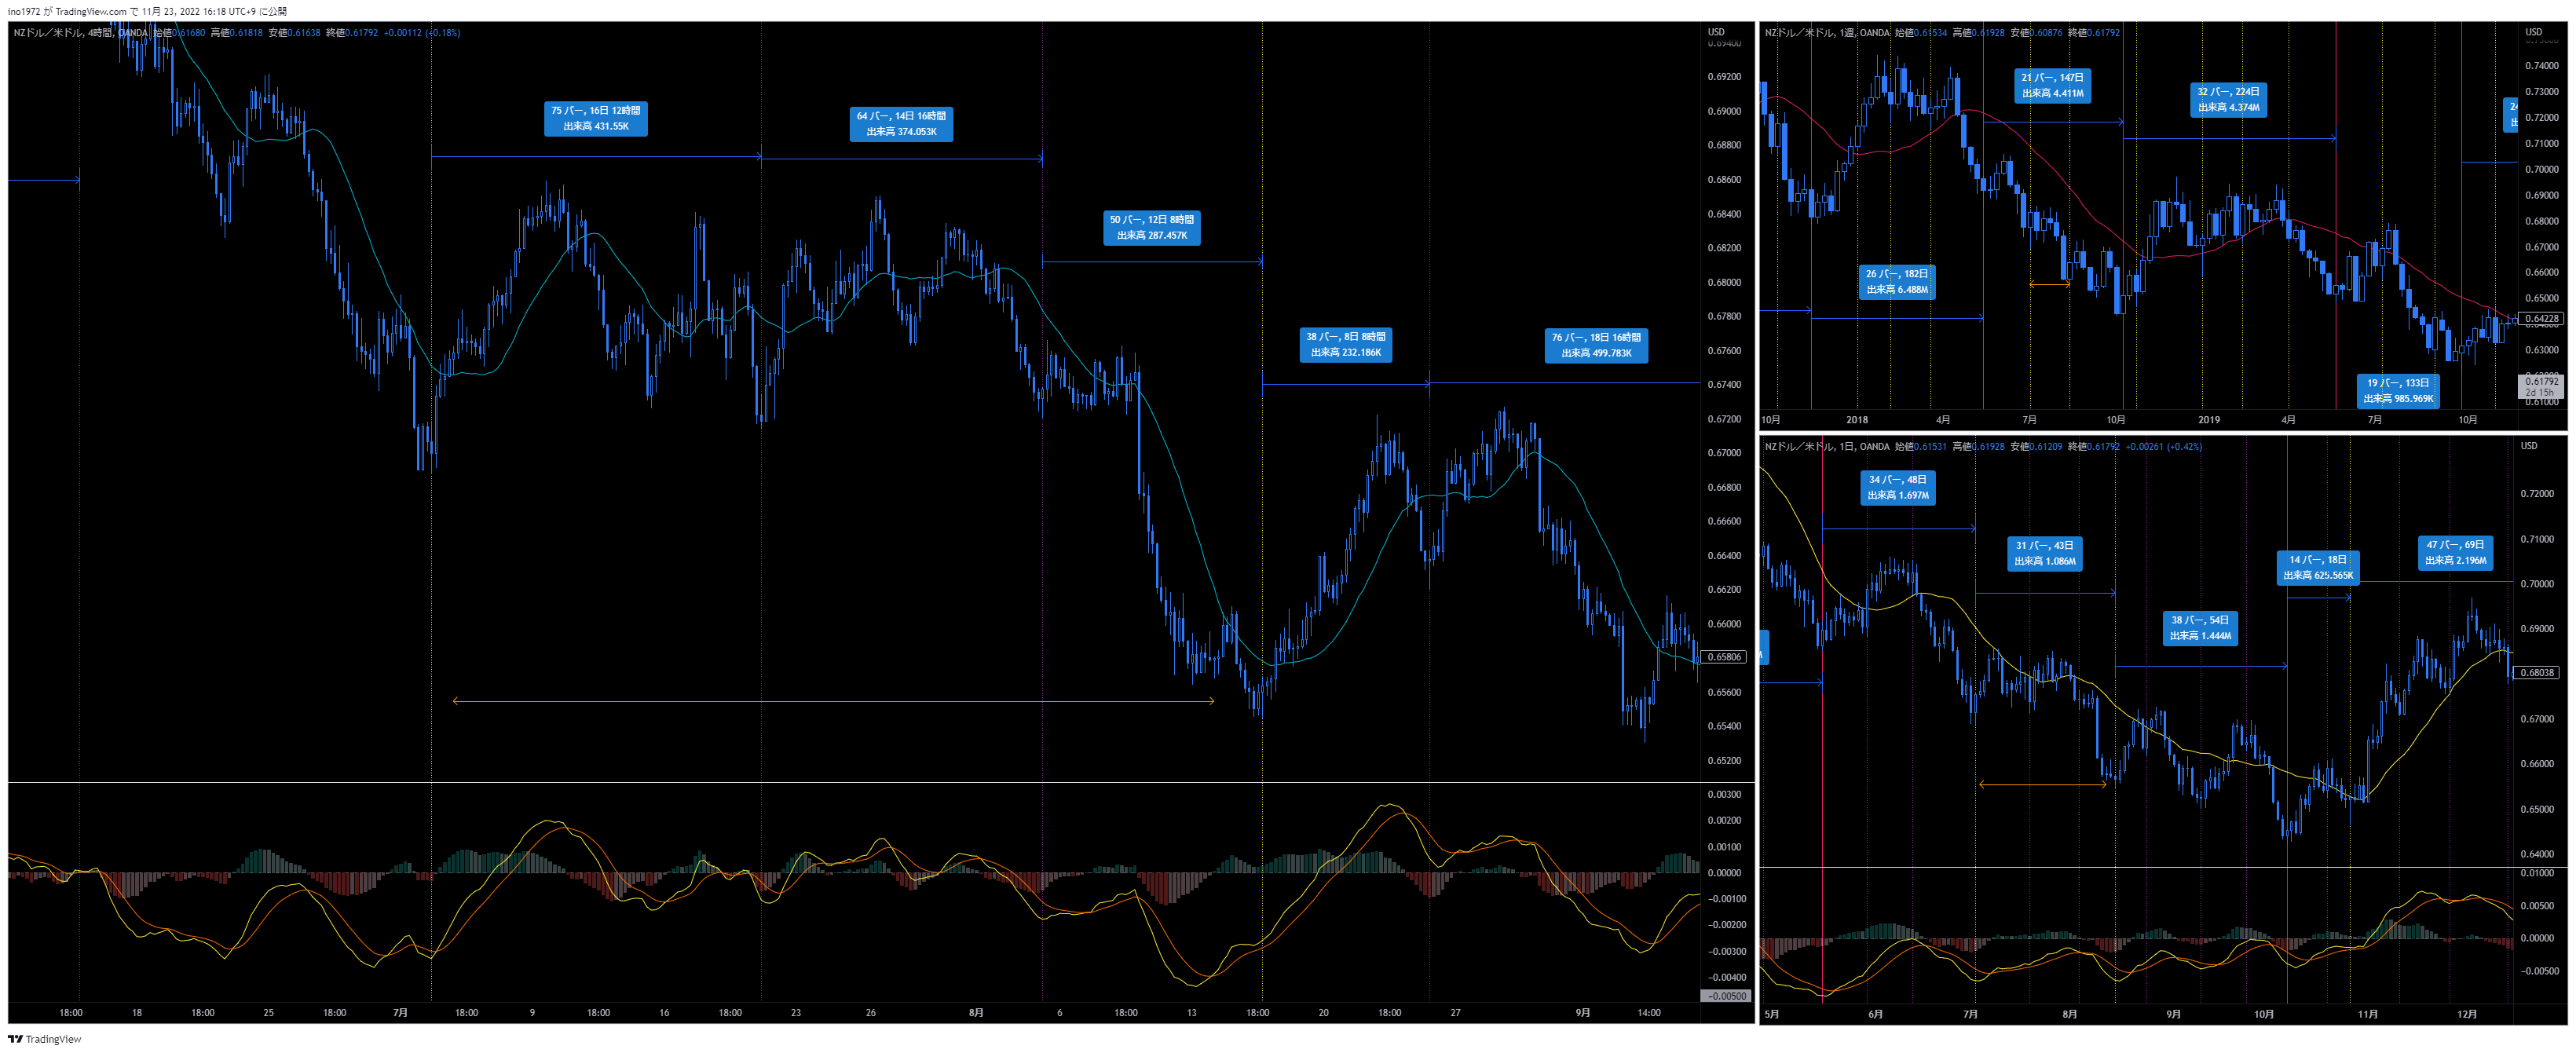 ino1972 が TradingView.com で 11月 23, 2022 16:18 UTC+9 に公開
NZドル／米ドル, 4時間, OANDA 始値0.61680 高値0.61818 安値0.61638 終値0.61792 +0.00112 (+0.18%)
USD
0.69400
0.69200
0.69000
0.68800
0.68600
0.68400
0.68200
0.68000
0.67800
0.67600
0.67400
0.67200
0.67000
0.66800
0.66600
0.66400
0.66200
0.66000
0.65806
0.65600
0.65400
0.65200
75 バー, 16日 12時間
出来高 431.55K
64 バー, 14日 16時間
出来高 374.053K
50 バー, 12日 8時間
出来高 287.457K
38 バー, 8日 8時間
出来高 232.186K
76 バー, 18日 16時間
出来高 499.783K
0.00300
0.00200
0.00100
0.00000
−0.00100
−0.00200
−0.00300
−0.00400
−0.00500
18:00 18 18:00 25 18:00 7月 18:00 9 18:00 16 18:00 23 26 8月 6 18:00 13 18:00 20 18:00 27 9月 14:00
NZドル／米ドル, 1週, OANDA 始値0.61534 高値0.61928 安値0.60876 終値0.61792
USD
0.74000
0.73000
0.72000
0.71000
0.70000
0.69000
0.68000
0.67000
0.66000
0.65000
0.64228
0.63000
0.61792
2d 15h
0.61000
21 バー, 147日
出来高 4.411M
32 バー, 224日
出来高 4.374M
26 バー, 182日
出来高 6.488M
19 バー, 133日
出来高 985.969K
10月 2018 4月 7月 10月 2019 4月 7月 10月
NZドル／米ドル, 1日, OANDA 始値0.61531 高値0.61928 安値0.61209 終値0.61792 +0.00261 (+0.42%)
USD
0.72000
0.71000
0.70000
0.69000
0.68038
0.67000
0.66000
0.65000
0.64000
34 バー, 48日
出来高 1.697M
31 バー, 43日
出来高 1.086M
38 バー, 54日
出来高 1.444M
14 バー, 18日
出来高 625.565K
47 バー, 69日
出来高 2.196M
0.01000
0.00500
0.00000
−0.00500
5月 6月 7月 8月 9月 10月 11月 12月
TradingView